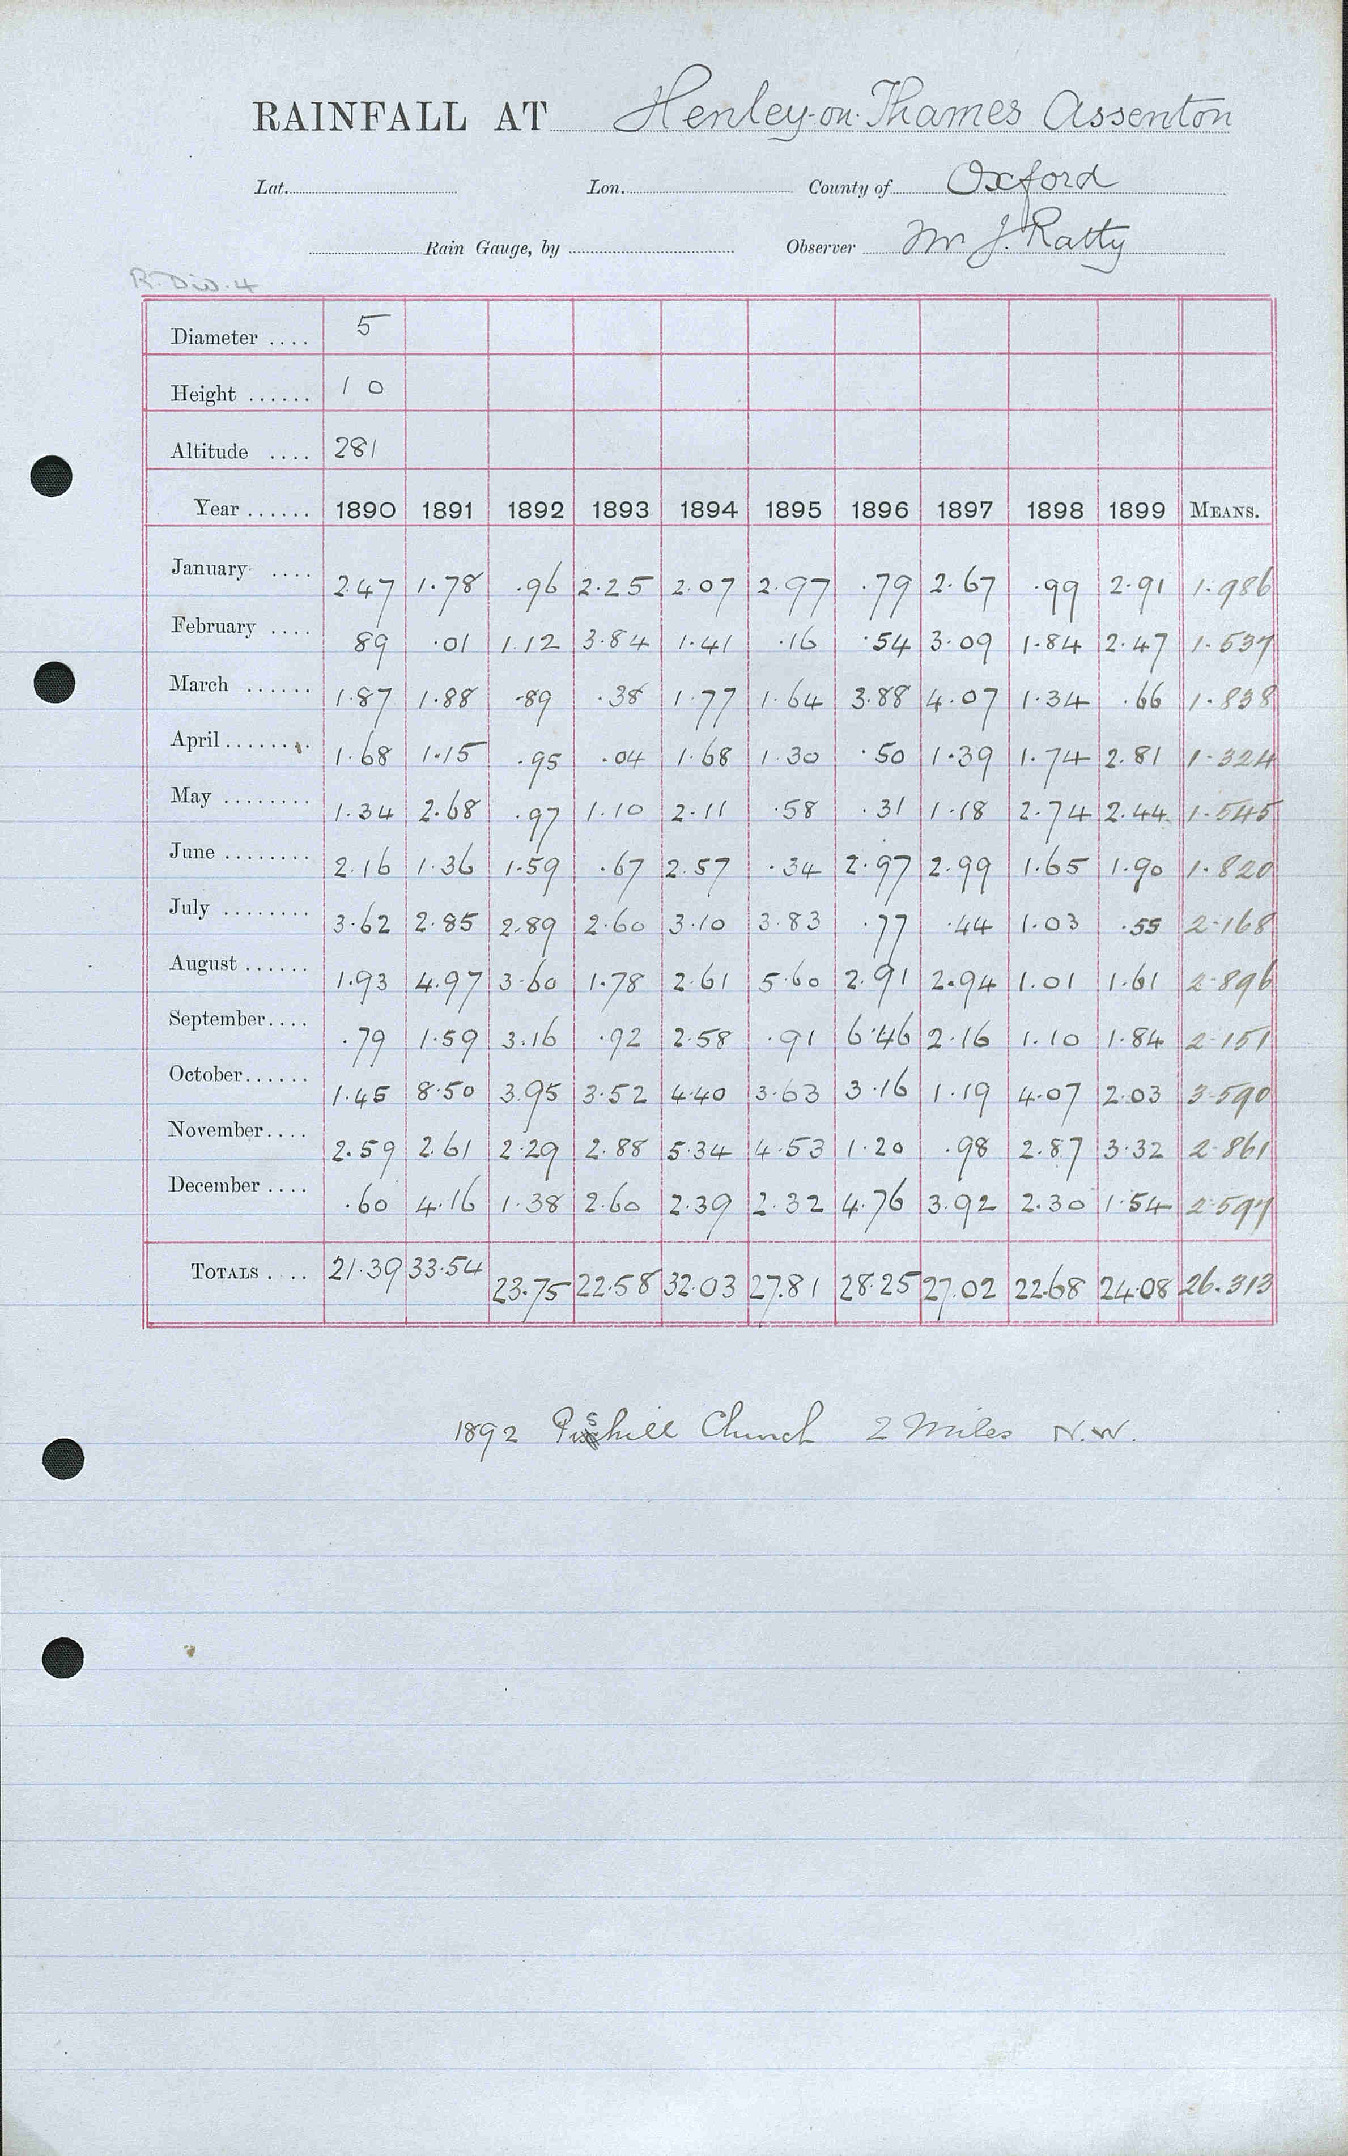 RAINFALL AT Henley-on-Thames Assenton
Lat. Lon. County of Oxford
Rain Gauge, by Observer Mr J. Ratty
R. Div. 4
Diameter .... 5
Height ...... 1 0
Altitude .... 281
Year ...... 1890 1891 1892 1893 1894 1895 1896 1897 1898 1899 MEANS.
January .... 2.47 1.78 .96 2.25 2.07 2.97 .79 2.67 .99 2.91 1.986
February .... 89 .01 1.12 3.84 1.41 .16 .54 3.09 1.84 2.47 1.537
March ...... 1.87 1.88 .89 .38 1.77 1.64 3.88 4.07 1.34 .66 1.838
April ........ 1.68 1.15 .95 .04 1.68 1.30 .50 1.39 1.74 2.81 1.324
May ........ 1.34 2.68 .97 1.10 2.11 .58 .31 1.18 2.74 2.44 1.545
June ........ 2.16 1.36 1.59 .67 2.57 .34 2.97 2.99 1.65 1.90 1.820
July ........ 3.62 2.85 2.89 2.60 3.10 3.83 .77 .44 1.03 .55 2.168
August ...... 1.93 4.97 3.60 1.78 2.61 5.60 2.91 2.94 1.01 1.61 2.896
September .... .79 1.59 3.16 .92 2.58 .91 6.46 2.16 1.10 1.84 2.151
October ...... 1.45 8.50 3.95 3.52 4.40 3.63 3.16 1.19 4.07 2.03 3.590
November .... 2.59 2.61 2.29 2.88 5.34 4.53 1.20 .98 2.87 3.32 2.861
December .... .60 4.16 1.38 2.60 2.39 2.32 4.76 3.92 2.30 1.54 2.597
TOTALS .... 21.39 33.54 23.75 22.58 32.03 27.81 28.25 27.02 22.68 24.08 26.313
1892 Pishill Church 2 Miles N.W.